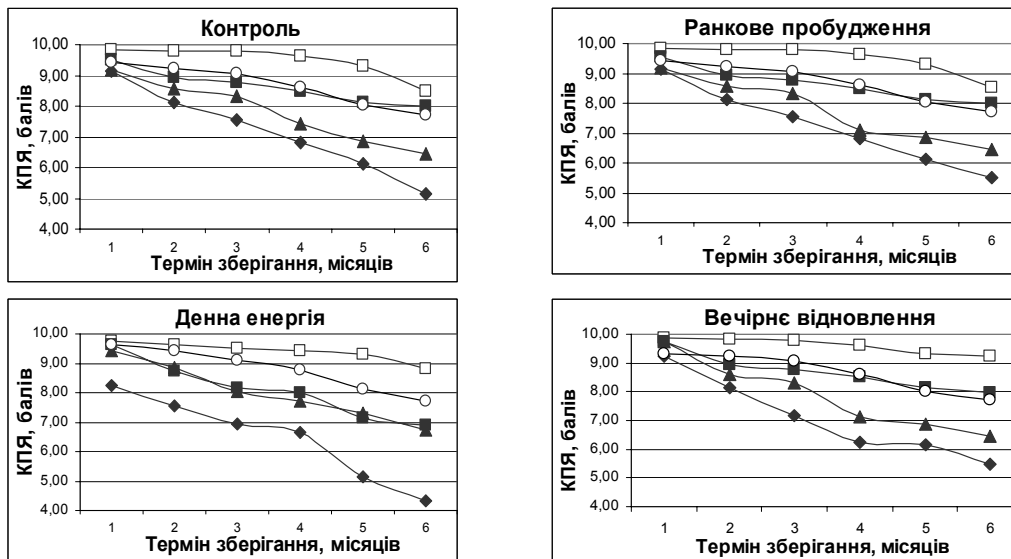 Контроль
КПЯ, балів
10,00
9,00
8,00
7,00
6,00
5,00
4,00
1 2 3 4 5 6
Термін зберігання, місяців
Ранкове пробудження
КПЯ, балів
10,00
9,00
8,00
7,00
6,00
5,00
4,00
1 2 3 4 5 6
Термін зберігання, місяців
Денна енергія
КПЯ, балів
10,00
9,00
8,00
7,00
6,00
5,00
4,00
1 2 3 4 5 6
Термін зберігання, місяців
Вечірнє відновлення
КПЯ, балів
10,00
9,00
8,00
7,00
6,00
5,00
4,00
1 2 3 4 5 6
Термін зберігання, місяців